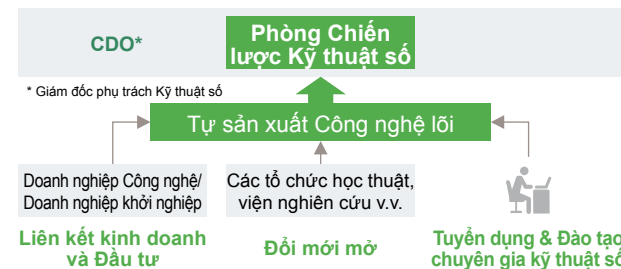 CDO*
Phòng Chiến
lược Kỹ thuật số
* Giám đốc phụ trách Kỹ thuật số
Tự sản xuất Công nghệ lõi
Doanh nghiệp Công nghệ/
Doanh nghiệp khởi nghiệp
Các tổ chức học thuật,
viện nghiên cứu v.v.
Liên kết kinh doanh
và Đầu tư
Đổi mới mở
Tuyển dụng & Đào tạo
chuyên gia kỹ thuật số